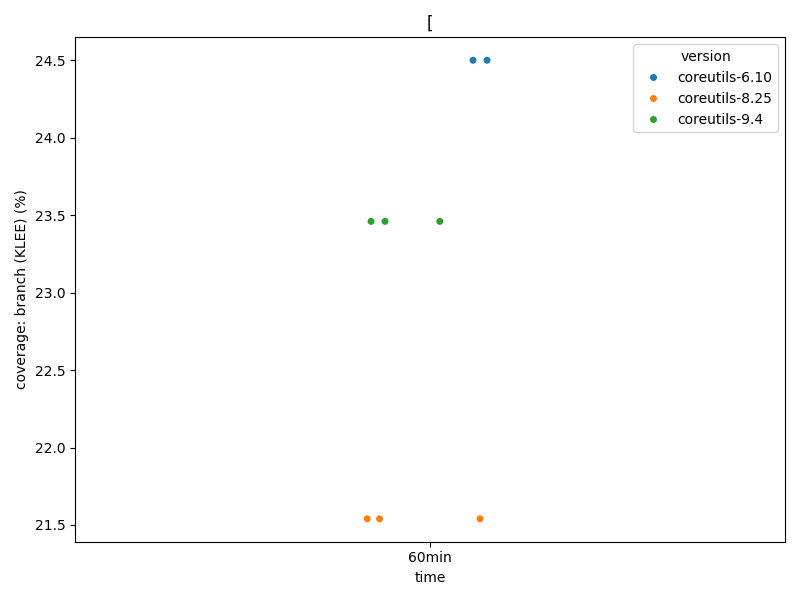 [
version
coreutils-6.10
coreutils-8.25
coreutils-9.4
24.5
24.0
23.5
23.0
22.5
22.0
21.5
coverage: branch (KLEE) (%)
60min
time